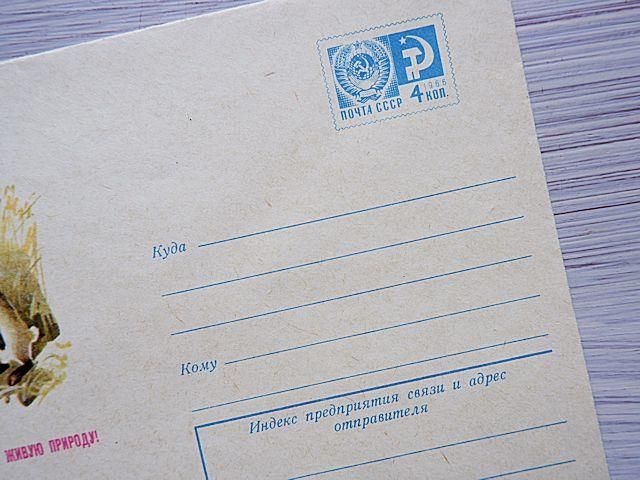 1966
ПОЧТА СССР 4 КОП.
Куда
Кому
Индекс предприятия связи и адрес
отправителя
ЖИВУЮ ПРИРОДУ!